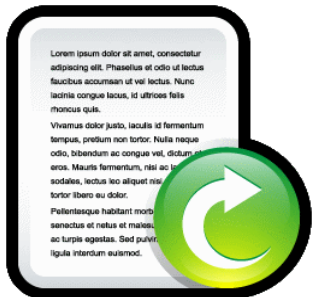 Lorem ipsum dolor sit amet, consectetur
adipiscing elit. Phasellus et odio ut lectus
faucibus accumsan ut vel lectus. Nunc
lacinia congue lacus, id ultrices felis
rhoncus quis.
Vivamus dolor justo, iaculis id fermentum
tempus, pretium non tortor. Nulla neque
odio, bibendum ac congue vel, dictum
eros. Mauris fermentum, nisi ac
sodales, lectus leo aliquet nisi
tortor libero eu dolor.
Pellentesque habitant
senectus et netus et
ac turpis egestas. Sed
ligula interdum euismod.